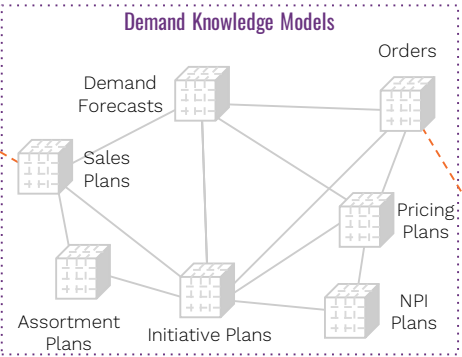 Demand Knowledge Models
Orders
Demand
Forecasts
Sales
Plans
Pricing
Plans
NPI
Plans
Assortment
Plans
Initiative Plans